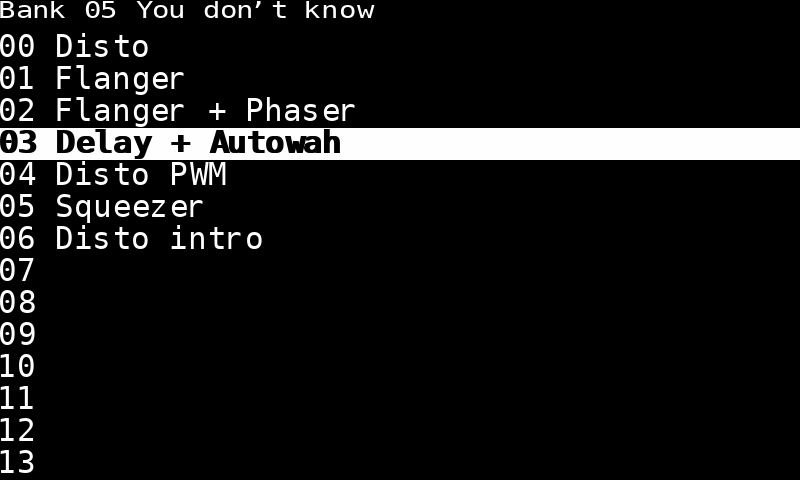 Bank 05 You don't know
00 Disto
01 Flanger
02 Flanger + Phaser
03 Delay + Autowah
04 Disto PWM
05 Squeezer
06 Disto intro
07
08
09
10
11
12
13